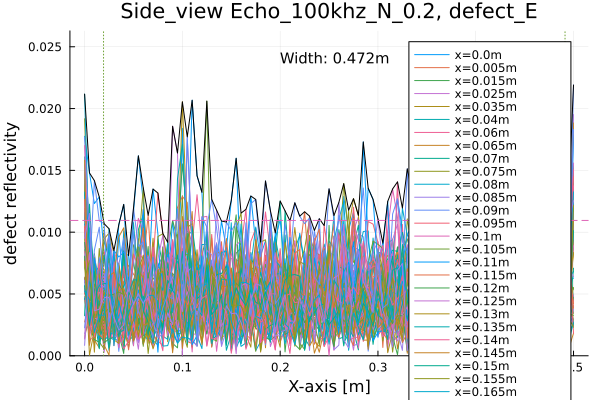 Side_view Echo_100khz_N_0.2, defect_E
Width: 0.472m
defect reflectivity
0.025
0.020
0.015
0.010
0.005
0.000
0.0
0.1
0.2
0.3
.5
X-axis [m]
x=0.0m
x=0.005m
x=0.015m
x=0.025m
x=0.035m
x=0.04m
x=0.06m
x=0.065m
x=0.07m
x=0.075m
x=0.08m
x=0.085m
x=0.09m
x=0.095m
x=0.1m
x=0.105m
x=0.11m
x=0.115m
x=0.12m
x=0.125m
x=0.13m
x=0.135m
x=0.14m
x=0.145m
x=0.15m
x=0.155m
x=0.165m